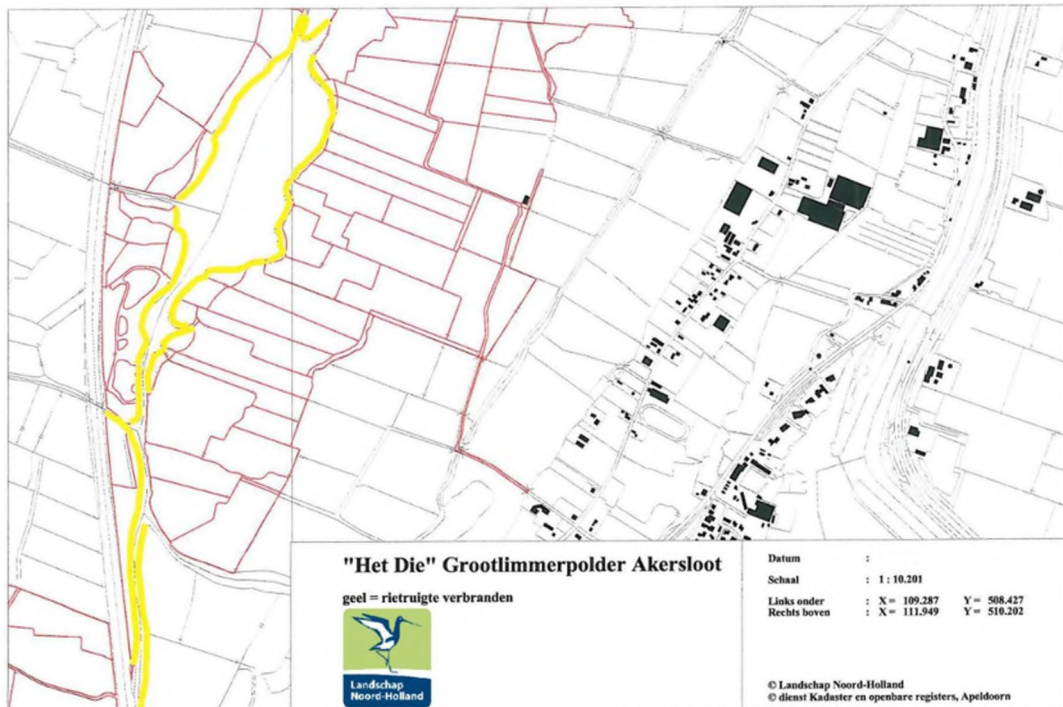 "Het Die" Grootlimmerpolder Akersloot
geel = rietruigte verbranden
Landschap
Noord-Holland
Datum :
Schaal : 1 : 10.201
Links onder : X = 109.287 Y = 508.427
Rechts boven : X = 111.949 Y = 510.202
© Landschap Noord-Holland
© dienst Kadaster en openbare registers, Apeldoorn